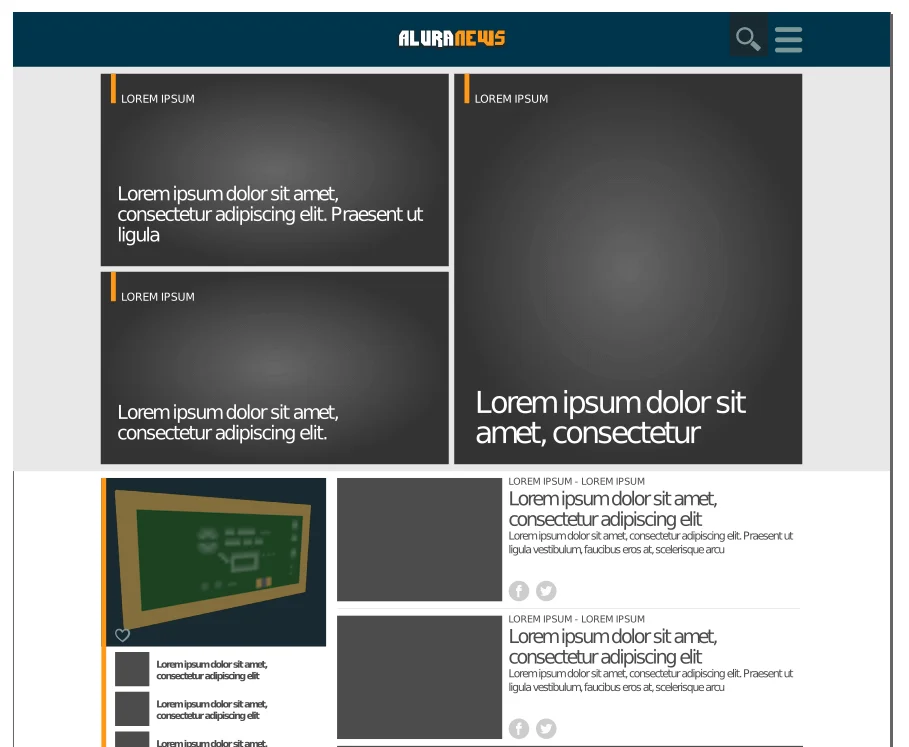 ALURANEWS
LOREM IPSUM
Lorem ipsum dolor sit amet,
consectetur adipiscing elit. Praesent ut
ligula
LOREM IPSUM
Lorem ipsum dolor sit amet,
consectetur adipiscing elit.
LOREM IPSUM
Lorem ipsum dolor sit
amet, consectetur
Lorem ipsum dolor sit amet,
consectetur adipiscing elit
Lorem ipsum dolor sit amet,
consectetur adipiscing elit
Lorem ipsum dolor sit amet,
LOREM IPSUM - LOREM IPSUM
Lorem ipsum dolor sit amet,
consectetur adipiscing elit
Lorem ipsum dolor sit amet, consectetur adipiscing elit. Praesent ut
ligula vestibulum, faucibus eros at, scelerisque arcu
LOREM IPSUM - LOREM IPSUM
Lorem ipsum dolor sit amet,
consectetur adipiscing elit
Lorem ipsum dolor sit amet, consectetur adipiscing elit. Praesent ut
ligula vestibulum, faucibus eros at, scelerisque arcu